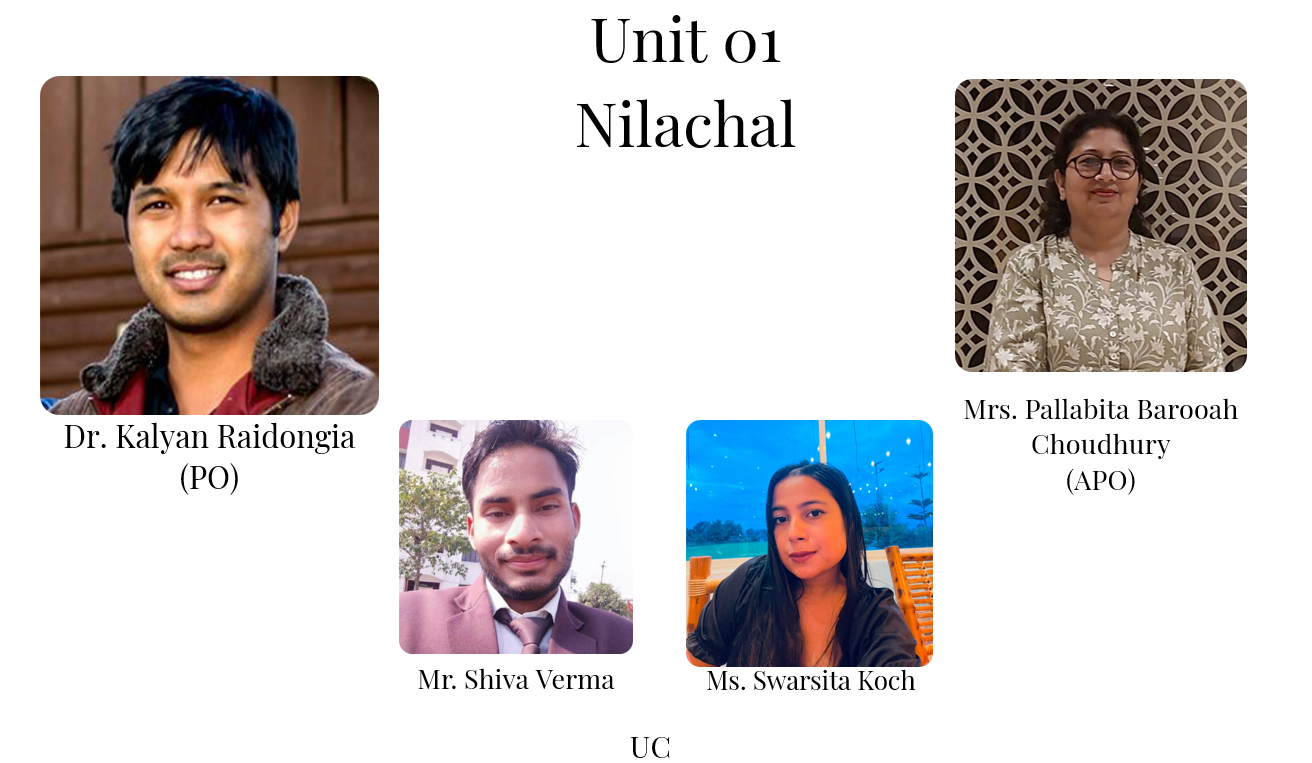 Unit 01
Nilachal
Dr. Kalyan Raidongia
(PO)
Mrs. Pallabita Barooah
Choudhury
(APO)
Mr. Shiva Verma
Ms. Swarsita Koch
UC